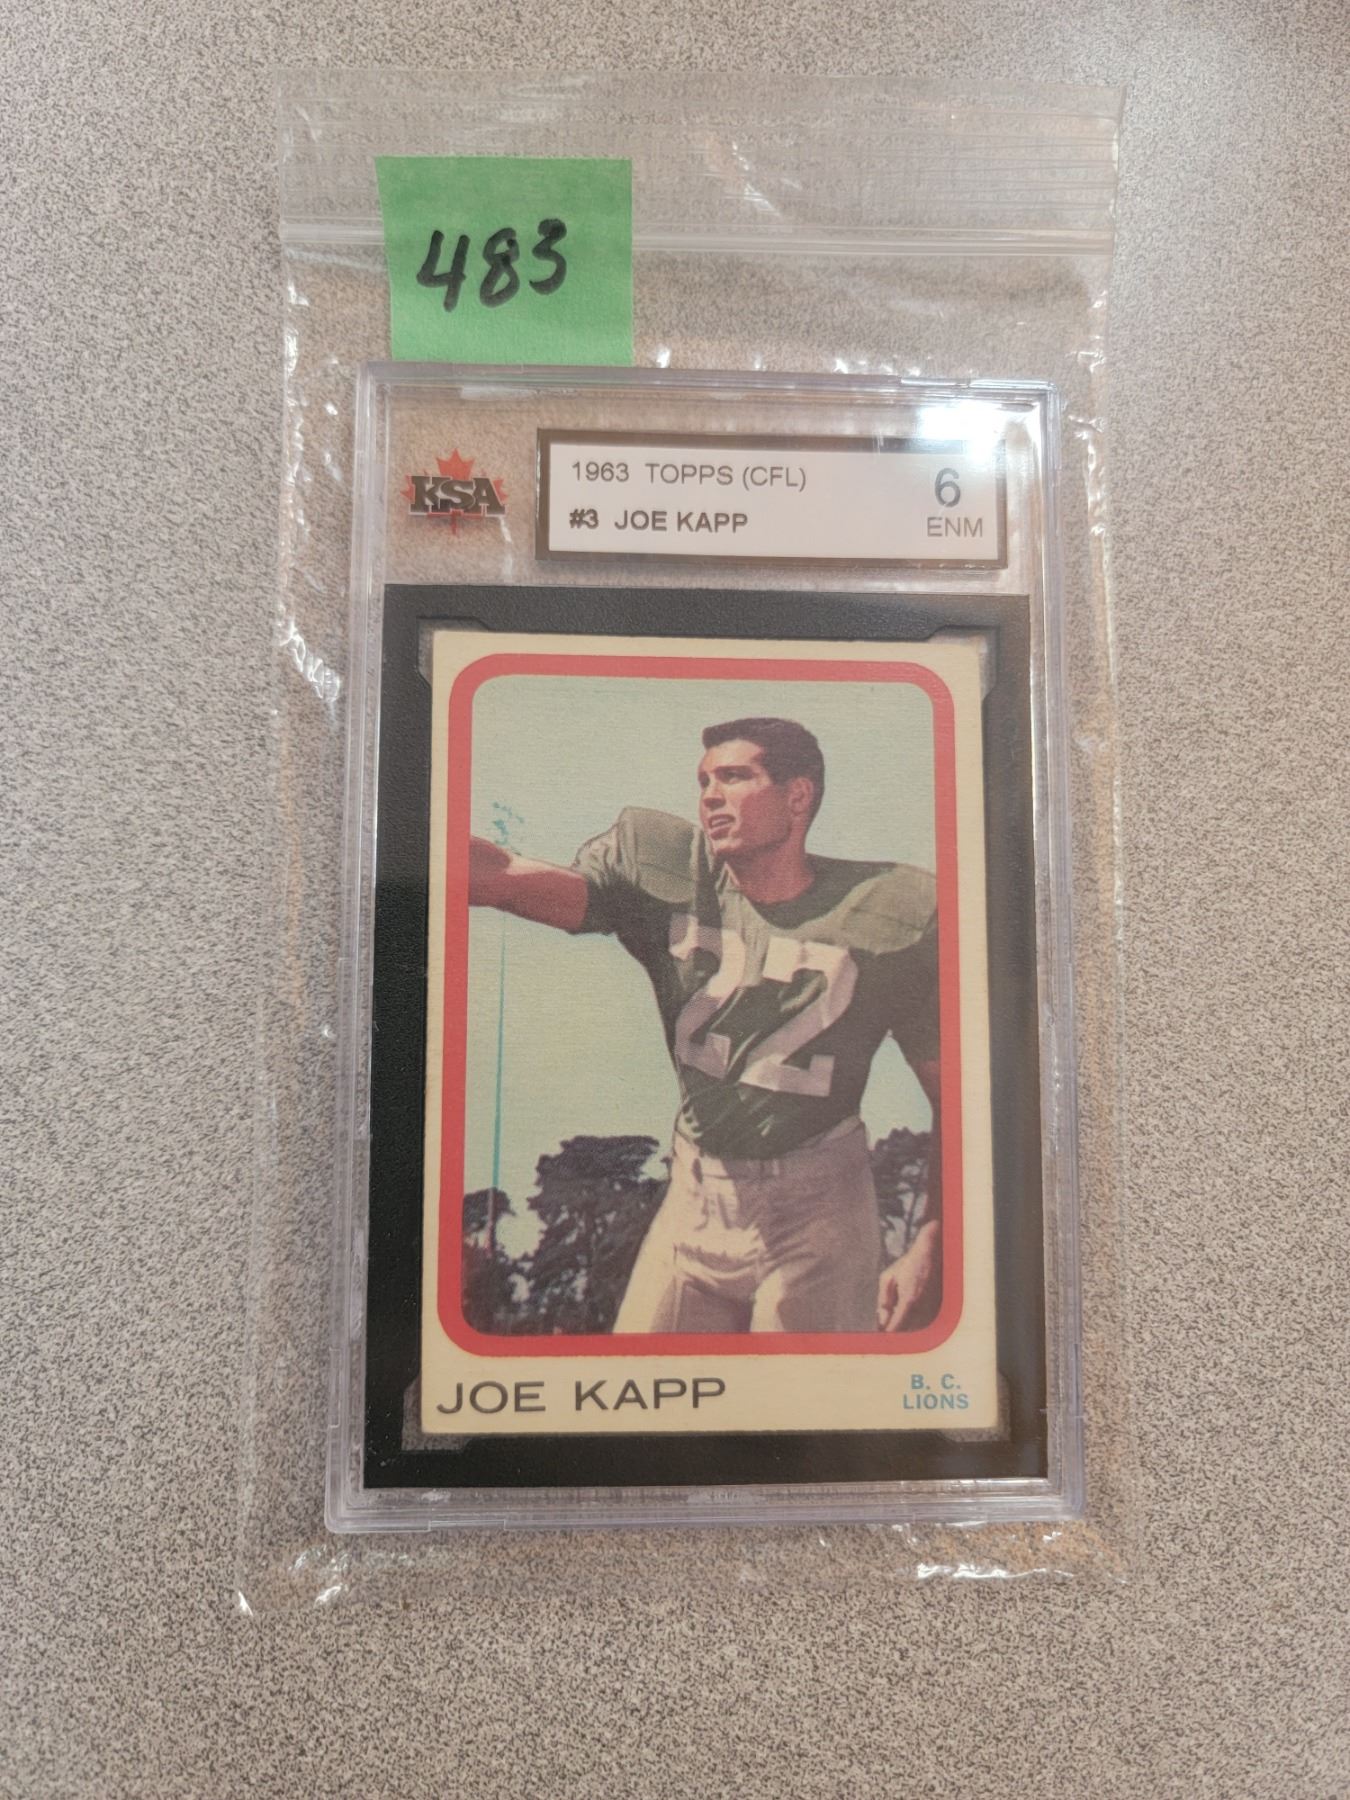 483
KSA
1963 TOPPS (CFL)
#3 JOE KAPP
6
ENM
22
JOE KAPP
B. C.
LIONS